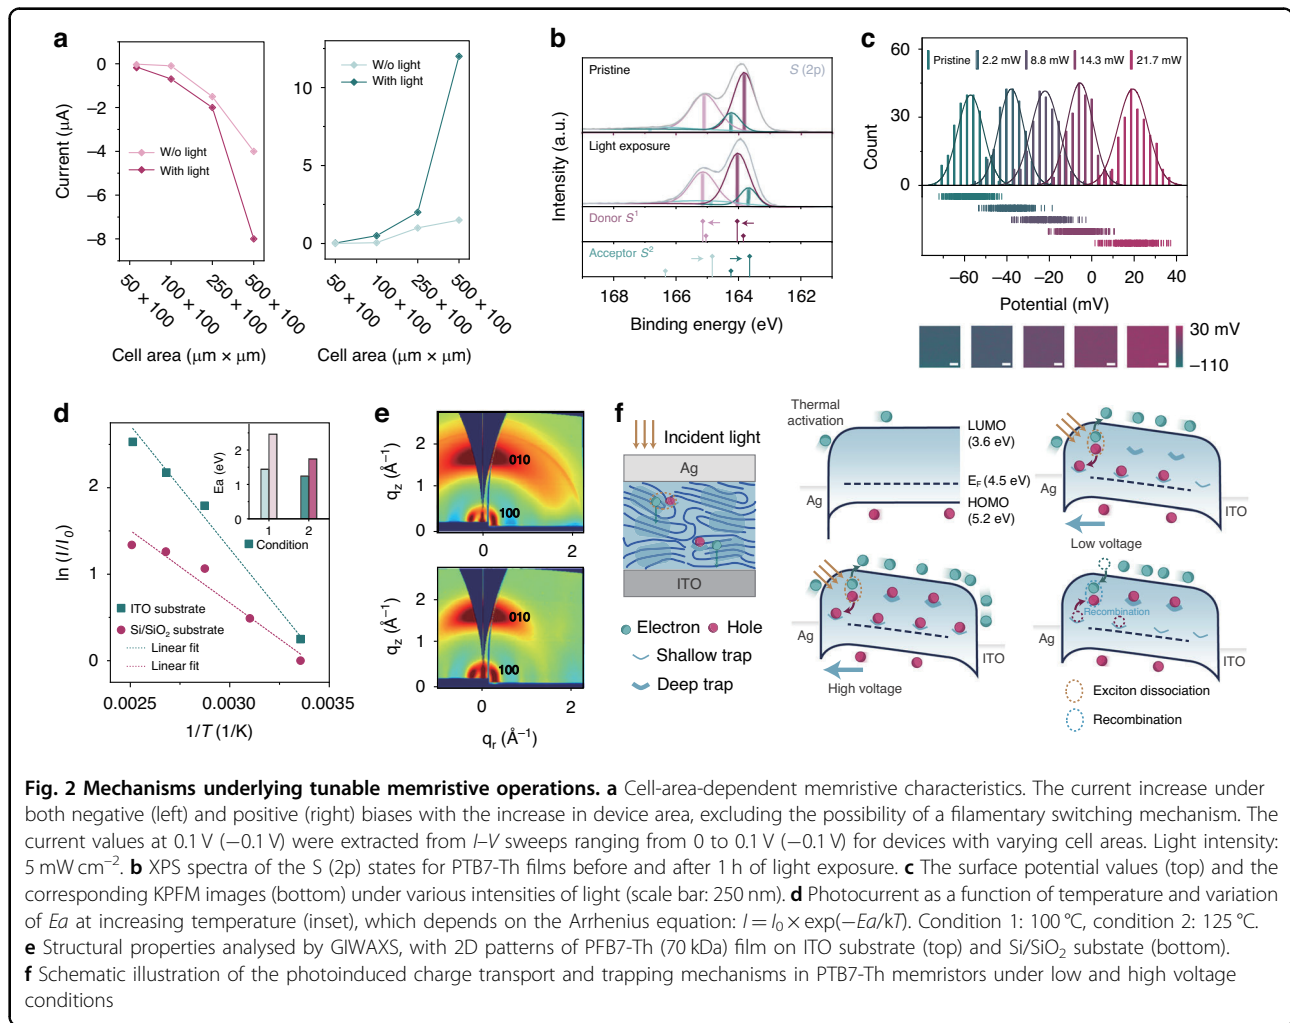 a
Current (μA)
0
−2
−4
−6
−8
W/o light
With light
50 × 100
100 × 100
250 × 100
500 × 100
Cell area (μm × μm)
10
5
0
W/o light
With light
50 × 100
100 × 100
250 × 100
500 × 100
Cell area (μm × μm)
b
Intensity (a.u.)
Pristine
S (2p)
Light exposure
Donor S¹
Acceptor S²
168
166
164
162
Binding energy (eV)
c
Count
60
30
0
Pristine
2.2 mW
8.8 mW
14.3 mW
21.7 mW
−60
−40
−20
0
20
40
Potential (mV)
30 mV
−110
d
ln (I/I₀)
2
1
0
Ea (eV)
3
2
1
0
1
2
Condition
ITO substrate
Si/SiO₂ substrate
Linear fit
Linear fit
0.0025
0.0030
0.0035
1/T (1/K)
e
q_z (Å⁻¹)
2
1
0
010
100
0
2
q_z (Å⁻¹)
2
1
0
010
100
0
2
q_r (Å⁻¹)
f
Incident light
Ag
ITO
Electron
Hole
Shallow trap
Deep trap
Thermal
activation
LUMO
(3.6 eV)
E_F (4.5 eV)
HOMO
(5.2 eV)
Ag
Ag
ITO
Low voltage
Ag
ITO
High voltage
Recombination
Ag
ITO
Exciton dissociation
Recombination
Fig. 2 Mechanisms underlying tunable memristive operations. a Cell-area-dependent memristive characteristics. The current increase under
both negative (left) and positive (right) biases with the increase in device area, excluding the possibility of a filamentary switching mechanism. The
current values at 0.1 V (−0.1 V) were extracted from I–V sweeps ranging from 0 to 0.1 V (−0.1 V) for devices with varying cell areas. Light intensity:
5 mW cm⁻². b XPS spectra of the S (2p) states for PTB7-Th films before and after 1 h of light exposure. c The surface potential values (top) and the
corresponding KPFM images (bottom) under various intensities of light (scale bar: 250 nm). d Photocurrent as a function of temperature and variation
of Ea at increasing temperature (inset), which depends on the Arrhenius equation: I = I₀ × exp(−Ea/kT). Condition 1: 100 °C, condition 2: 125 °C.
e Structural properties analysed by GIWAXS, with 2D patterns of PFB7-Th (70 kDa) film on ITO substrate (top) and Si/SiO₂ substate (bottom).
f Schematic illustration of the photoinduced charge transport and trapping mechanisms in PTB7-Th memristors under low and high voltage
conditions